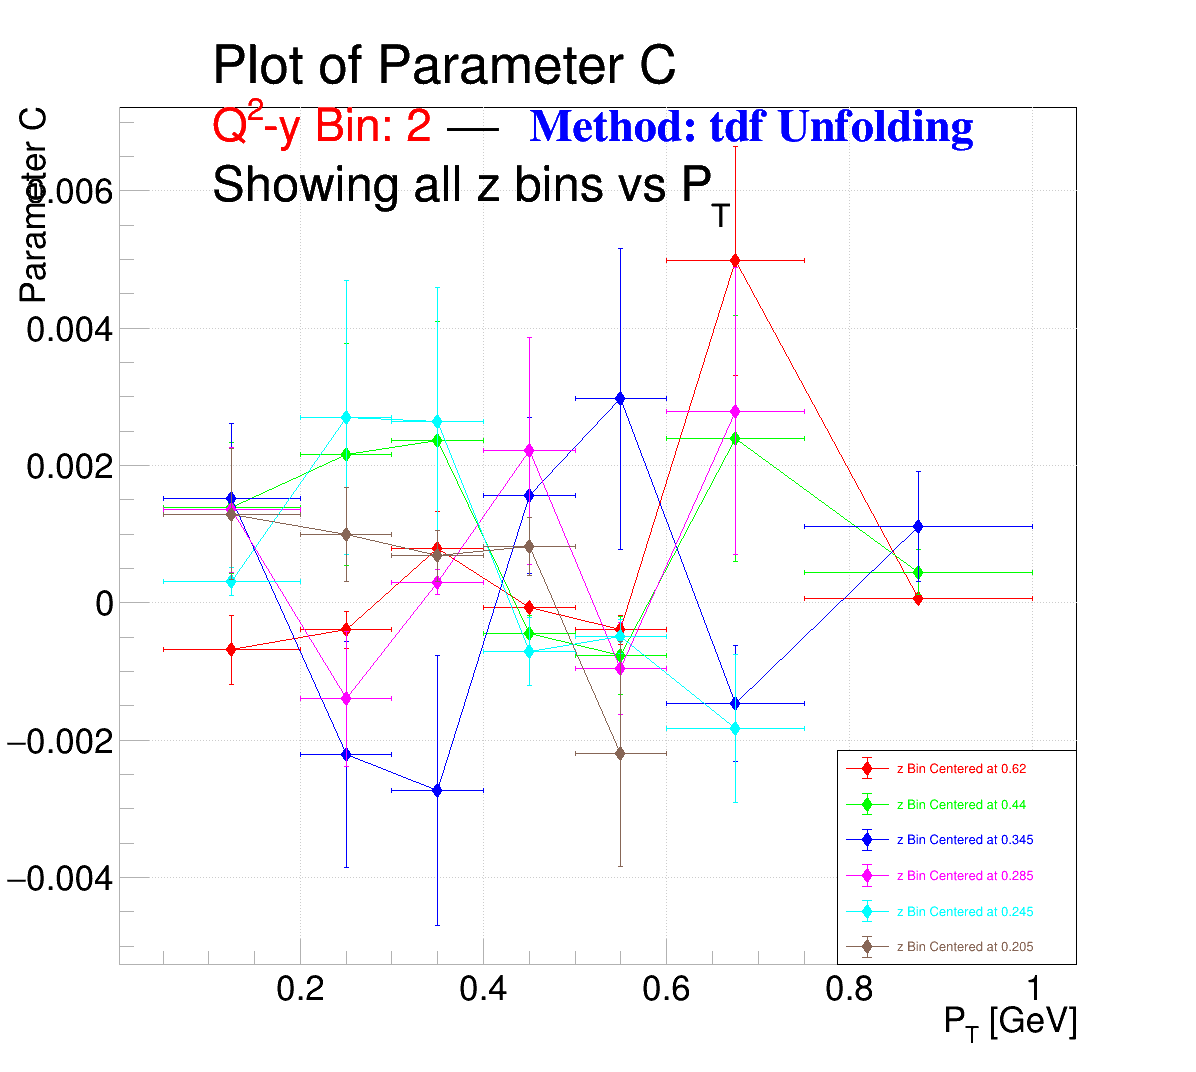 Plot of Parameter C
Q²-y Bin: 2 — Method: tdf Unfolding
Showing all z bins vs P_T
Parameter C
0.006
0.004
0.002
0
−0.002
−0.004
z Bin Centered at 0.62
z Bin Centered at 0.44
z Bin Centered at 0.345
z Bin Centered at 0.285
z Bin Centered at 0.245
z Bin Centered at 0.205
0.2 0.4 0.6 0.8 1
P_T [GeV]